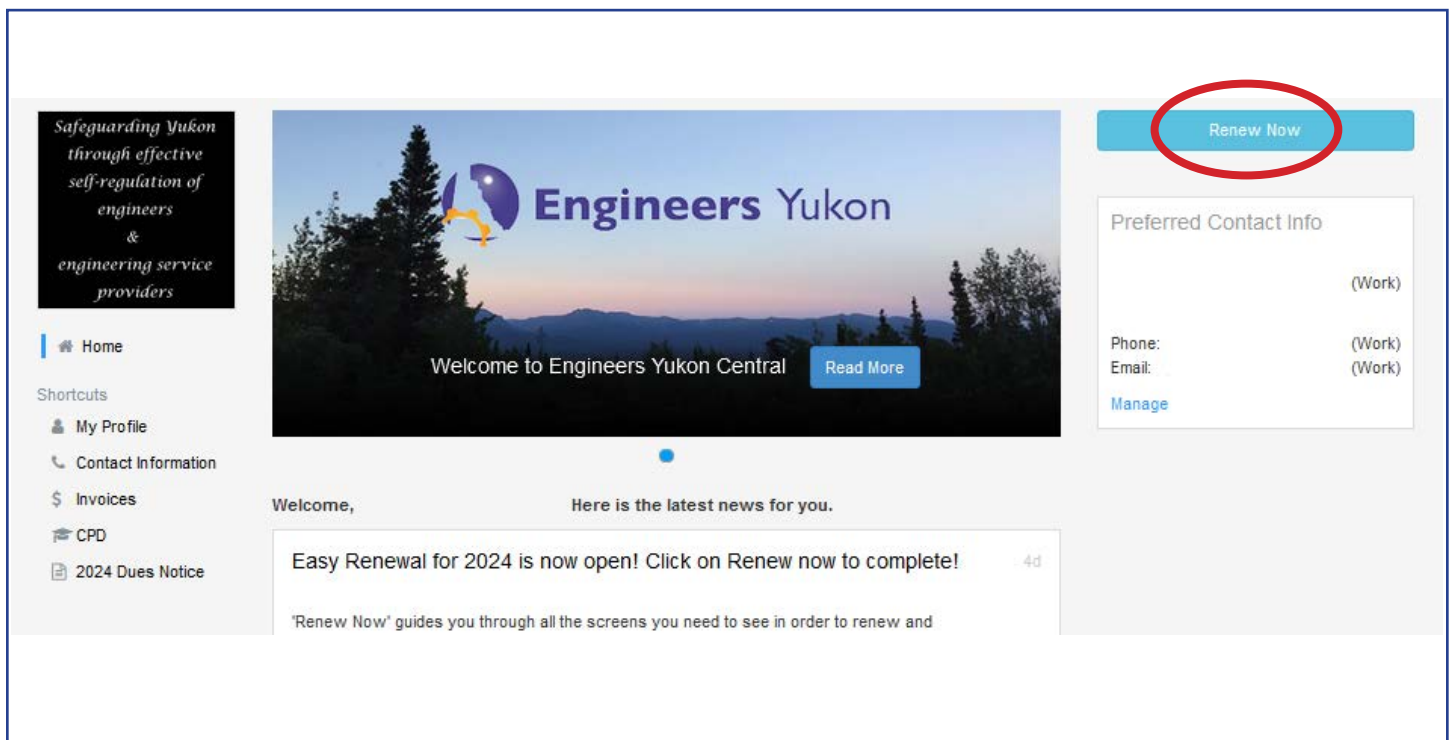 Safeguarding Yukon
through effective
self-regulation of
engineers
&
engineering service
providers
Home
Shortcuts
My Profile
Contact Information
$ Invoices
CPD
2024 Dues Notice
Engineers Yukon
Welcome to Engineers Yukon Central
Read More
Welcome, Here is the latest news for you.
Easy Renewal for 2024 is now open! Click on Renew now to complete! 4d
'Renew Now' guides you through all the screens you need to see in order to renew and
Renew Now
Preferred Contact Info
(Work)
Phone: (Work)
Email: (Work)
Manage